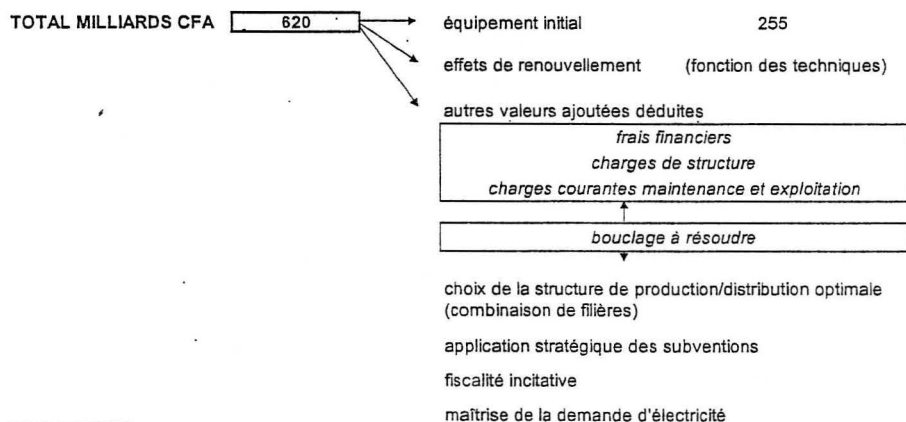 TOTAL MILLIARDS CFA 620 équipement initial 255
effets de renouvellement (fonction des techniques)
autres valeurs ajoutées déduites
frais financiers
charges de structure
charges courantes maintenance et exploitation
bouclage à résoudre
choix de la structure de production/distribution optimale
(combinaison de filières)
application stratégique des subventions
fiscalité incitative
maîtrise de la demande d'électricité